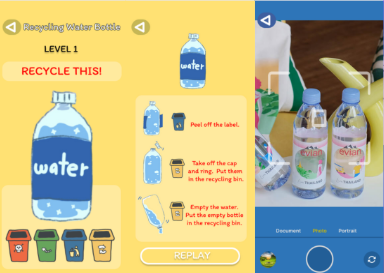 Recycling Water Bottle
LEVEL 1
RECYCLE THIS!
water
water
Peel off the label.
Take off the cap
and ring. Put them
in the recycling bin.
Empty the water.
Put the empty bottle
in the recycling bin.
REPLAY
evian
evian
Document Photo Portrait